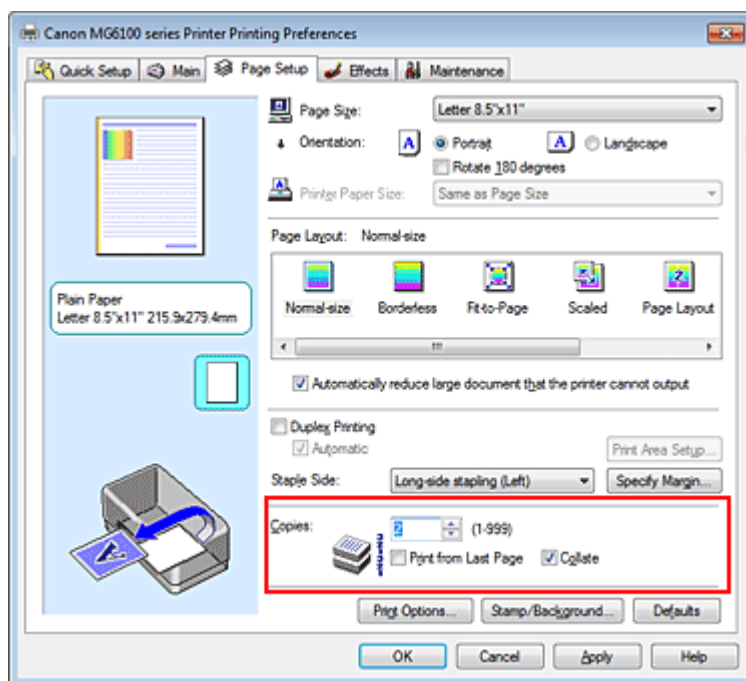 Canon MG6100 series Printer Printing Preferences
Quick Setup Main Page Setup Effects Maintenance
Page Size: Letter 8.5"x11"
Orientation: A Portrait A Landscape
Rotate 180 degrees
Printer Paper Size: Same as Page Size
Page Layout: Normal-size
Normal-size Borderless Fit-to-Page Scaled Page Layout
Plain Paper
Letter 8.5"x11" 215.9x279.4mm
Automatically reduce large document that the printer cannot output
Duplex Printing
Automatic
Print Area Setup...
Staple Side: Long-side stapling (Left) Specify Margin...
Copies: 2 (1-999)
Print from Last Page Collate
Print Options... Stamp/Background... Defaults
OK Cancel Apply Help